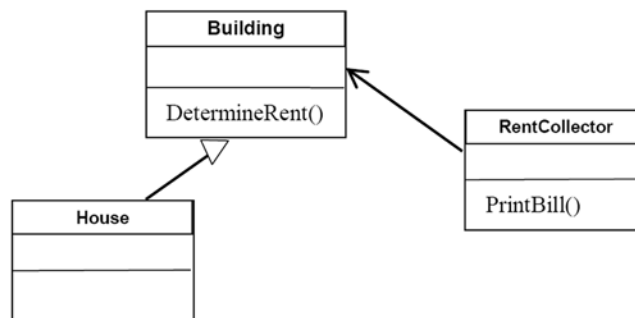 Building
DetermineRent()
RentCollector
PrintBill()
House